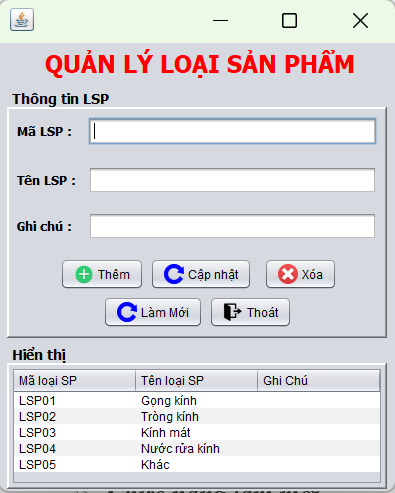 QUẢN LÝ LOẠI SẢN PHẨM
Thông tin LSP
Mã LSP :
Tên LSP :
Ghi chú :
Thêm Cập nhật Xóa
Làm Mới Thoát
Hiển thị
Mã loại SP Tên loại SP Ghi Chú
LSP01 Gọng kính
LSP02 Tròng kính
LSP03 Kính mát
LSP04 Nước rửa kính
LSP05 Khác